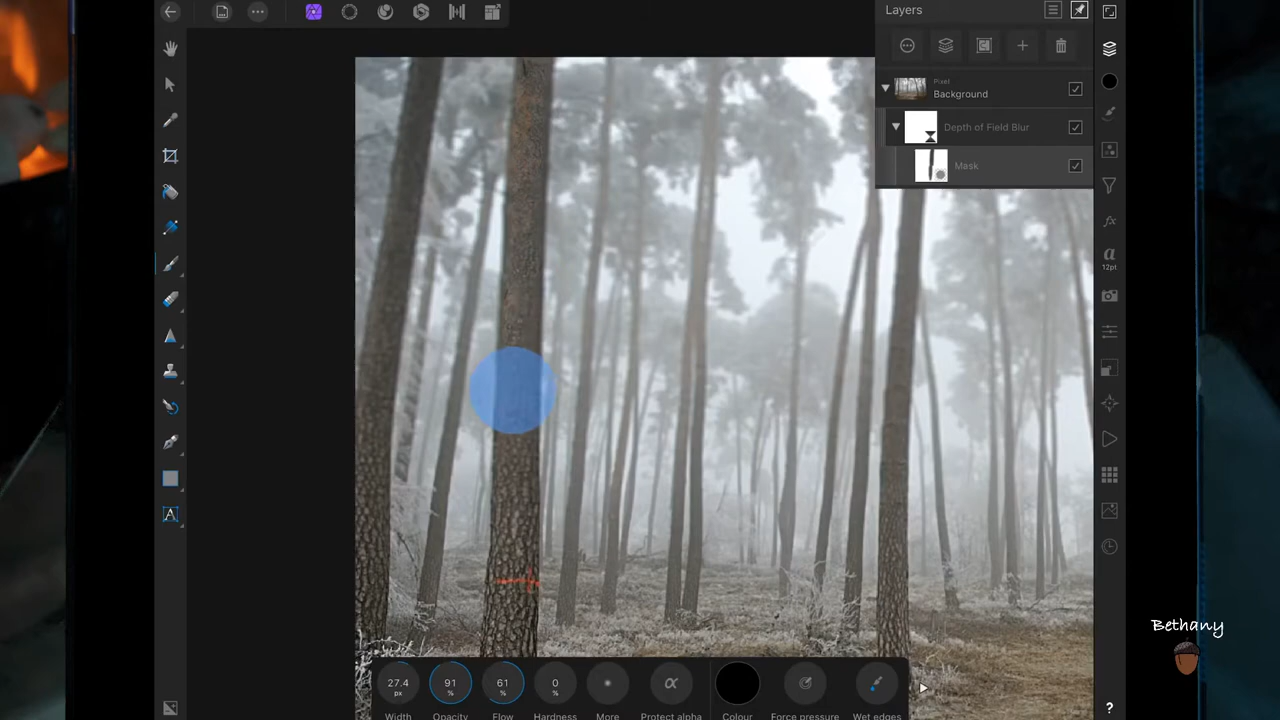 Layers
Pixel
Background
Depth of Field Blur
Mask
a
12pt
A
27.4
px
91
%
61
%
0
%
α
Width
Opacity
Flow
Hardness
More
Protect alpha
Colour
Force pressure
Wet edges
?
Bethany